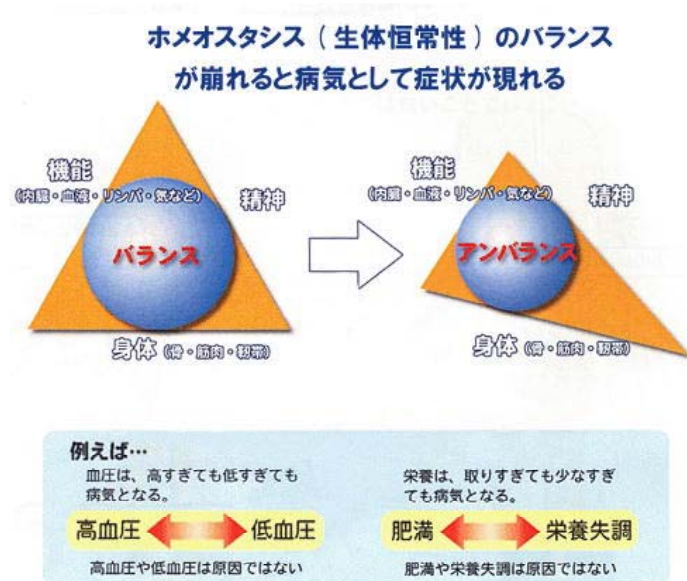 ホメオスタシス ( 生体恒常性 ) のバランス
が崩れると病気として症状が現れる
機能
(内臓・血液・リンパ・気など)
精神
バランス
身体 (骨・筋肉・靭帯)
機能
(内臓・血液・リンパ・気など)
精神
アンバランス
身体 (骨・筋肉・靭帯)
例えば…
血圧は、高すぎても低すぎても
病気となる。
高血圧 低血圧
高血圧や低血圧は原因ではない
栄養は、取りすぎても少なすぎ
ても病気となる。
肥満 栄養失調
肥満や栄養失調は原因ではない